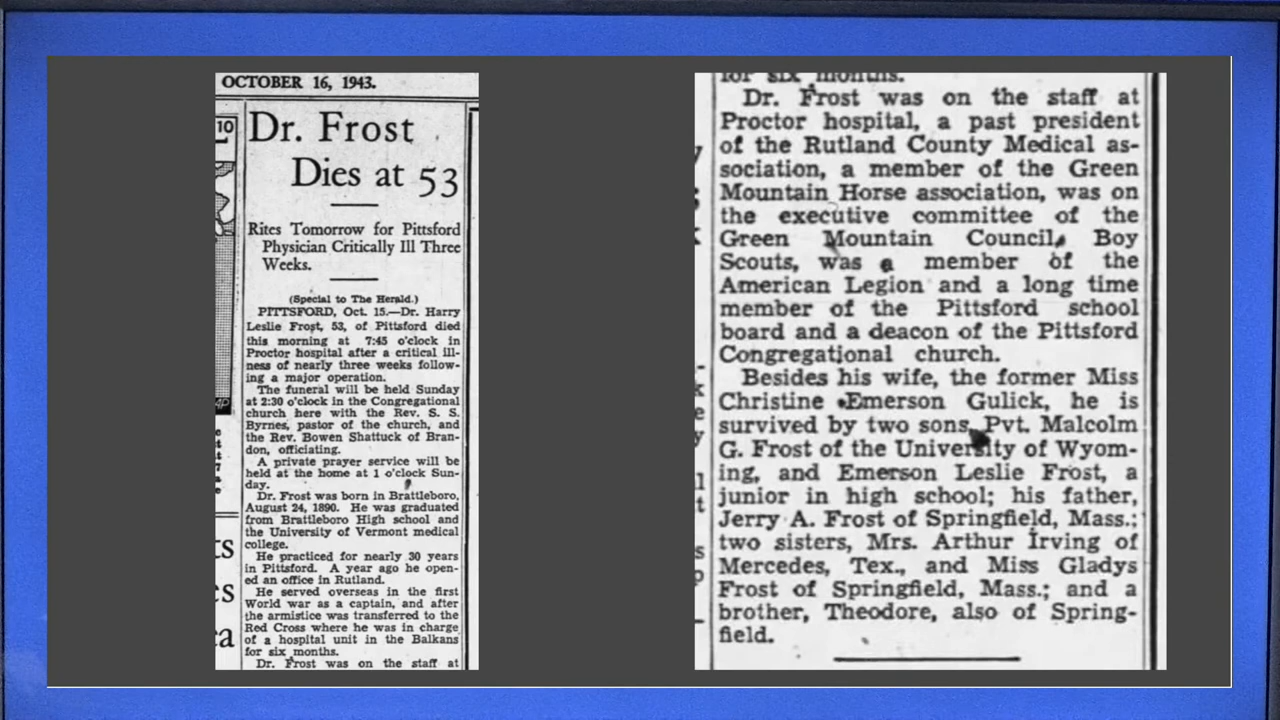 OCTOBER 16, 1943.
10
Dr. Frost
Dies at 53
Rites Tomorrow for Pittsford
Physician Critically Ill Three
Weeks.
(Special to The Herald.)
PITTSFORD, Oct. 15.—Dr. Harry
Leslie Frost, 53, of Pittsford died
this morning at 7:45 o'clock in
Proctor hospital after a critical ill-
ness of nearly three weeks follow-
ing a major operation.
The funeral will be held Sunday
at 2:30 o'clock in the Congregational
church here with the Rev. S. S.
Byrnes, pastor of the church, and
the Rev. Bowen Shattuck of Bran-
don, officiating.
A private prayer service will be
held at the home at 1 o'clock Sun-
day.
Dr. Frost was born in Brattleboro,
August 24, 1890. He was graduated
from Brattleboro High school and
the University of Vermont medical
college.
He practiced for nearly 30 years
in Pittsford. A year ago he open-
ed an office in Rutland.
He served overseas in the first
World war as a captain, and after
the armistice was transferred to the
Red Cross where he was in charge
of a hospital unit in the Balkans
for six months.
Dr. Frost was on the staff at
for six months.
Dr. Frost was on the staff at
Proctor hospital, a past president
of the Rutland County Medical as-
sociation, a member of the Green
Mountain Horse association, was on
the executive committee of the
Green Mountain Council, Boy
Scouts, was a member of the
American Legion and a long time
member of the Pittsford school
board and a deacon of the Pittsford
Congregational church.
Besides his wife, the former Miss
Christine Emerson Gulick, he is
survived by two sons, Pvt. Malcolm
G. Frost of the University of Wyom-
ing, and Emerson Leslie Frost, a
junior in high school; his father,
Jerry A. Frost of Springfield, Mass.;
two sisters, Mrs. Arthur Irving of
Mercedes, Tex., and Miss Gladys
Frost of Springfield, Mass.; and a
brother, Theodore, also of Spring-
field.